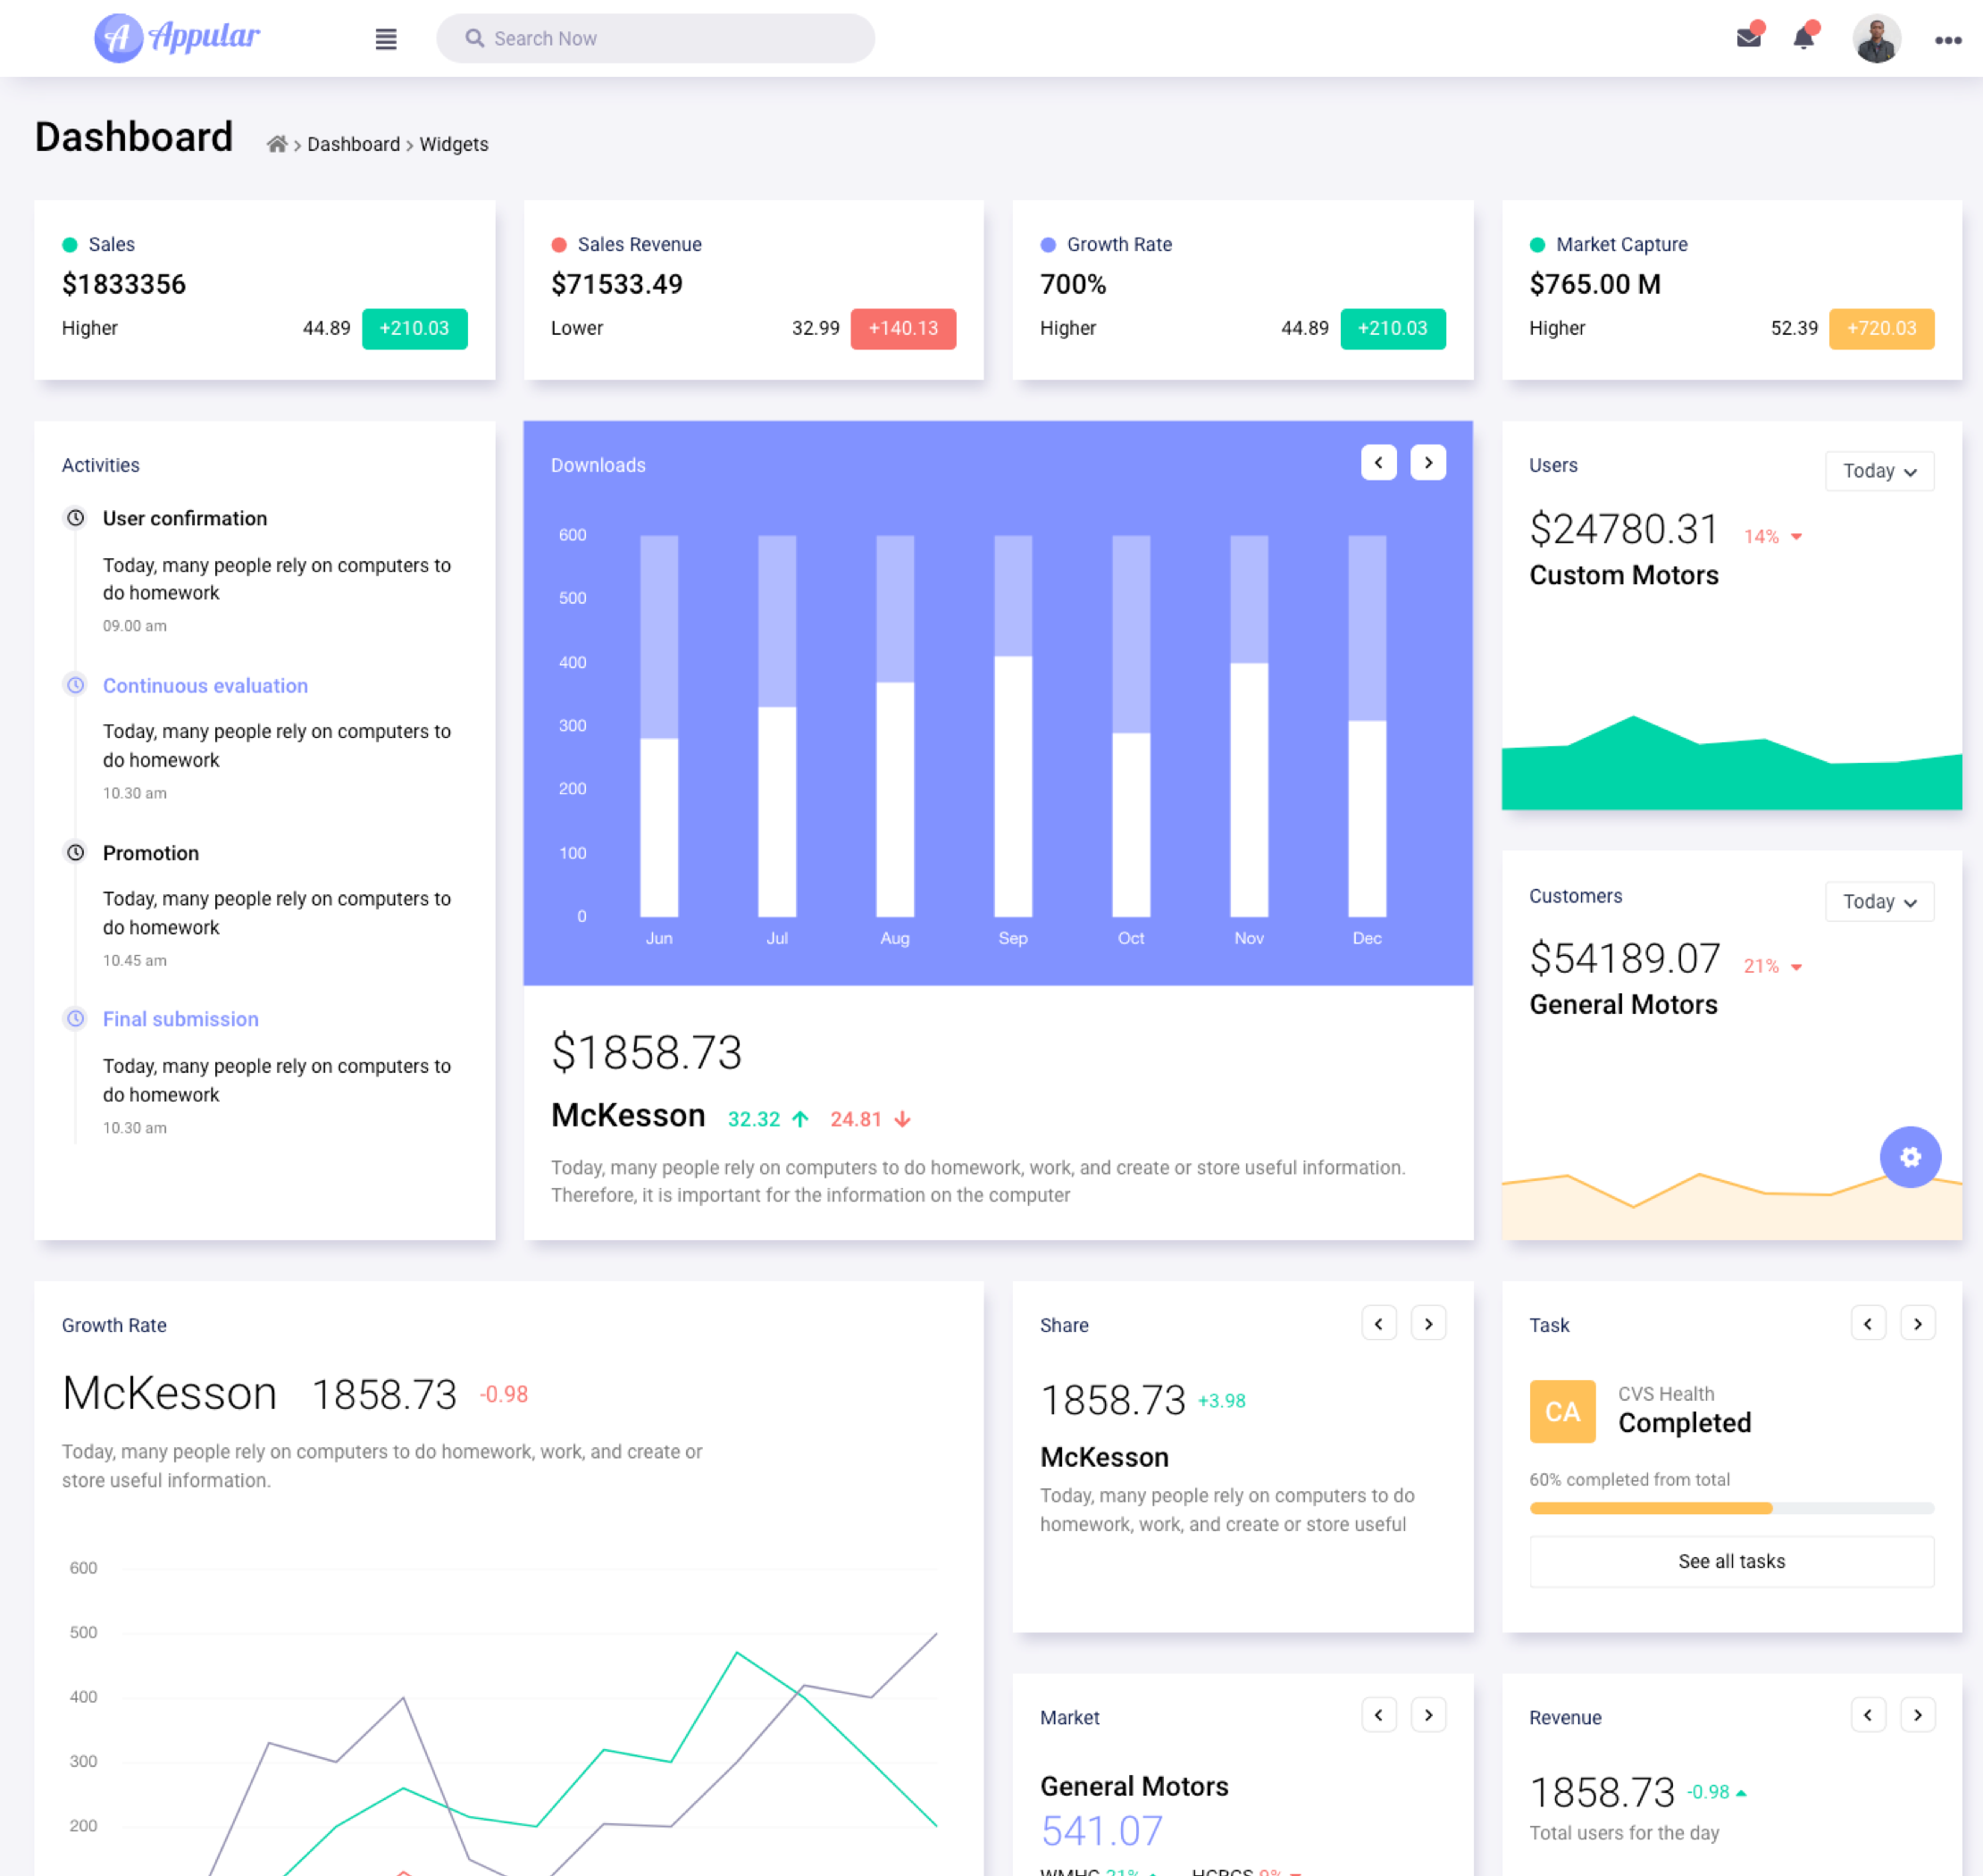 A Appular
Search Now
Dashboard
Dashboard > Widgets
Sales
$1833356
Higher 44.89 +210.03
Sales Revenue
$71533.49
Lower 32.99 +140.13
Growth Rate
700%
Higher 44.89 +210.03
Market Capture
$765.00 M
Higher 52.39 +720.03
Activities
User confirmation
Today, many people rely on computers to
do homework
09.00 am
Continuous evaluation
Today, many people rely on computers to
do homework
10.30 am
Promotion
Today, many people rely on computers to
do homework
10.45 am
Final submission
Today, many people rely on computers to
do homework
10.30 am
Downloads
600
500
400
300
200
100
0
Jun Jul Aug Sep Oct Nov Dec
$1858.73
McKesson 32.32 24.81
Today, many people rely on computers to do homework, work, and create or store useful information.
Therefore, it is important for the information on the computer
Users
Today
$24780.31 14%
Custom Motors
Customers
Today
$54189.07 21%
General Motors
Growth Rate
McKesson 1858.73 -0.98
Today, many people rely on computers to do homework, work, and create or
store useful information.
600
500
400
300
200
Share
1858.73 +3.98
McKesson
Today, many people rely on computers to do
homework, work, and create or store useful
Task
CA
CVS Health
Completed
60% completed from total
See all tasks
Market
General Motors
541.07
Revenue
1858.73 -0.98
Total users for the day